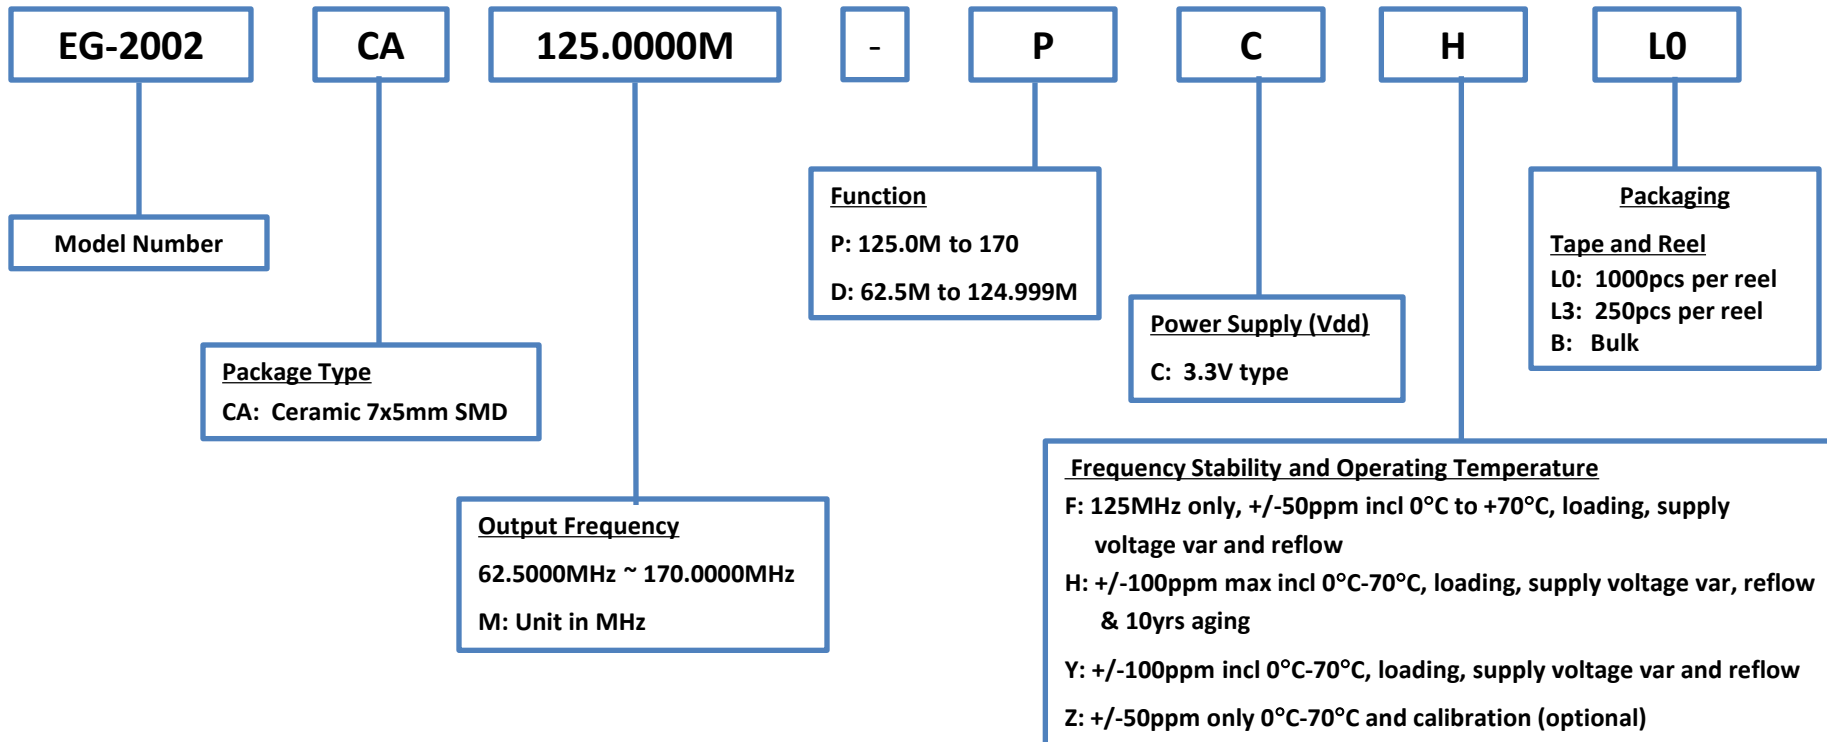 EG-2002 CA 125.0000M - P C H L0
Model Number
Package Type
CA: Ceramic 7x5mm SMD
Output Frequency
62.5000MHz ~ 170.0000MHz
M: Unit in MHz
Function
P: 125.0M to 170
D: 62.5M to 124.999M
Power Supply (Vdd)
C: 3.3V type
Frequency Stability and Operating Temperature
F: 125MHz only, +/-50ppm incl 0°C to +70°C, loading, supply
voltage var and reflow
H: +/-100ppm max incl 0°C-70°C, loading, supply voltage var, reflow
& 10yrs aging
Y: +/-100ppm incl 0°C-70°C, loading, supply voltage var and reflow
Z: +/-50ppm only 0°C-70°C and calibration (optional)
Packaging
Tape and Reel
L0: 1000pcs per reel
L3: 250pcs per reel
B: Bulk